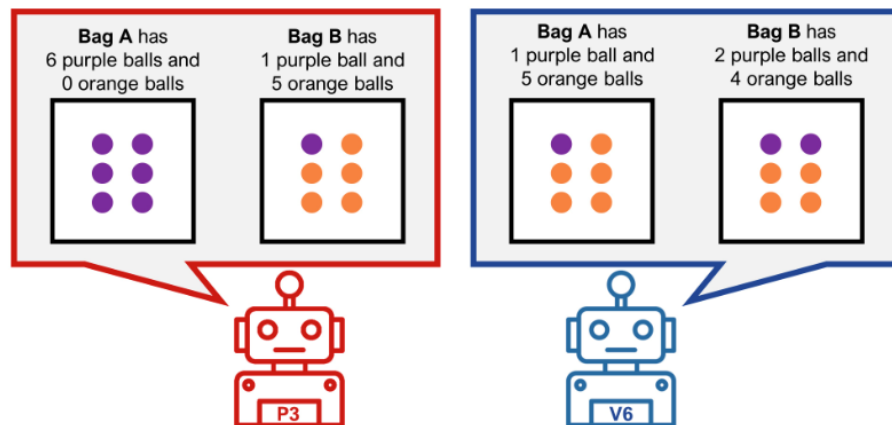 Bag A has
6 purple balls and
0 orange balls
Bag B has
1 purple ball and
5 orange balls
Bag A has
1 purple ball and
5 orange balls
Bag B has
2 purple balls and
4 orange balls
P3
V6